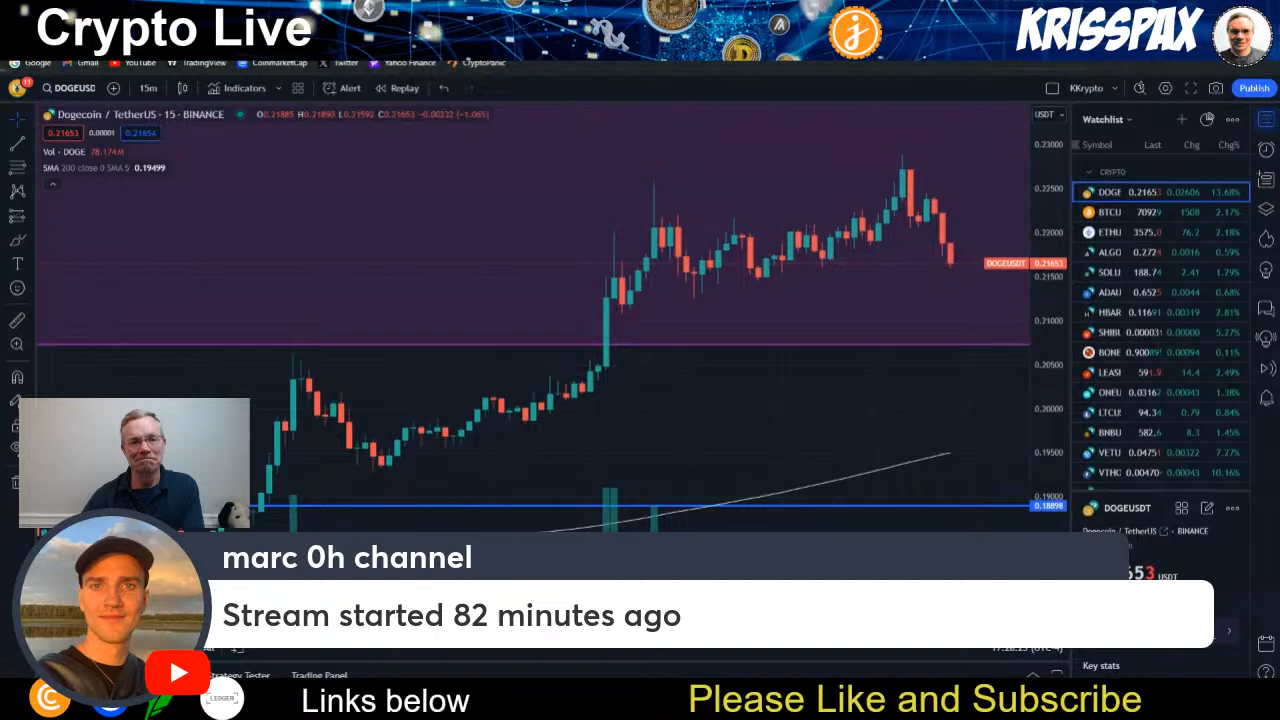 Crypto Live
KRISSPAX
Google Gmail YouTube TradingView CoinmarketCap Twitter Yahoo Finance CryptoPanic
11 DOGEUSD 15m Indicators Alert Replay KKrypto Publish
Dogecoin / TetherUS · 15 · BINANCE O0.21885 H0.21890 L0.21592 C0.21653 −0.00232 (−1.06%)
0.21653 0.00001 0.21654
Vol · DOGE 78.174M
SMA 200 close 0 SMA 5 0.19499
USDT
0.23000
0.22500
0.22000
DOGEUSDT 0.21653
0.21500
0.21000
0.20500
0.20000
0.19500
0.19000
0.18898
Watchlist
Symbol Last Chg Chg%
CRYPTO
DOGE 0.21653 0.02606 13.68%
BTCU 70929 1508 2.17%
ETHU 3575.0 76.2 2.18%
ALGO 0.2724 0.0016 0.59%
SOLU 188.74 2.41 1.29%
ADAU 0.6525 0.0044 0.68%
HBAR 0.11691 0.00319 2.81%
SHIB 0.000031 0.00000 5.27%
BONE 0.90089 0.00094 0.11%
LEAS 591.9 14.4 2.49%
ONEU 0.03162 0.00043 1.38%
LTCU 94.34 0.79 0.84%
BNBU 582.6 8.3 1.45%
VETU 0.0475 0.00322 7.27%
VTHC 0.00470 0.00043 10.16%
DOGEUSDT
Dogecoin / TetherUS · BINANCE
653 USDT
marc 0h channel
Stream started 82 minutes ago
Key stats
Strategy Tester Trading Panel
LEDGER
Links below
Please Like and Subscribe